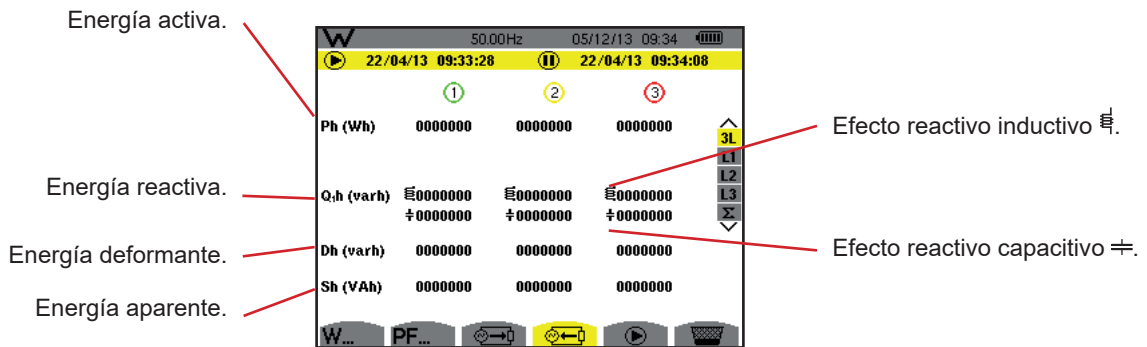 Energía activa.
Energía reactiva.
Energía deformante.
Energía aparente.
W 50.00Hz 05/12/13 09:34
22/04/13 09:33:28 22/04/13 09:34:08
1 2 3
Ph (Wh) 0000000 0000000 0000000
Q₁h (varh) 0000000 0000000 0000000
0000000 0000000 0000000
Dh (varh) 0000000 0000000 0000000
Sh (VAh) 0000000 0000000 0000000
3L
L1
L2
L3
Σ
W... PF...
Efecto reactivo inductivo .
Efecto reactivo capacitivo .